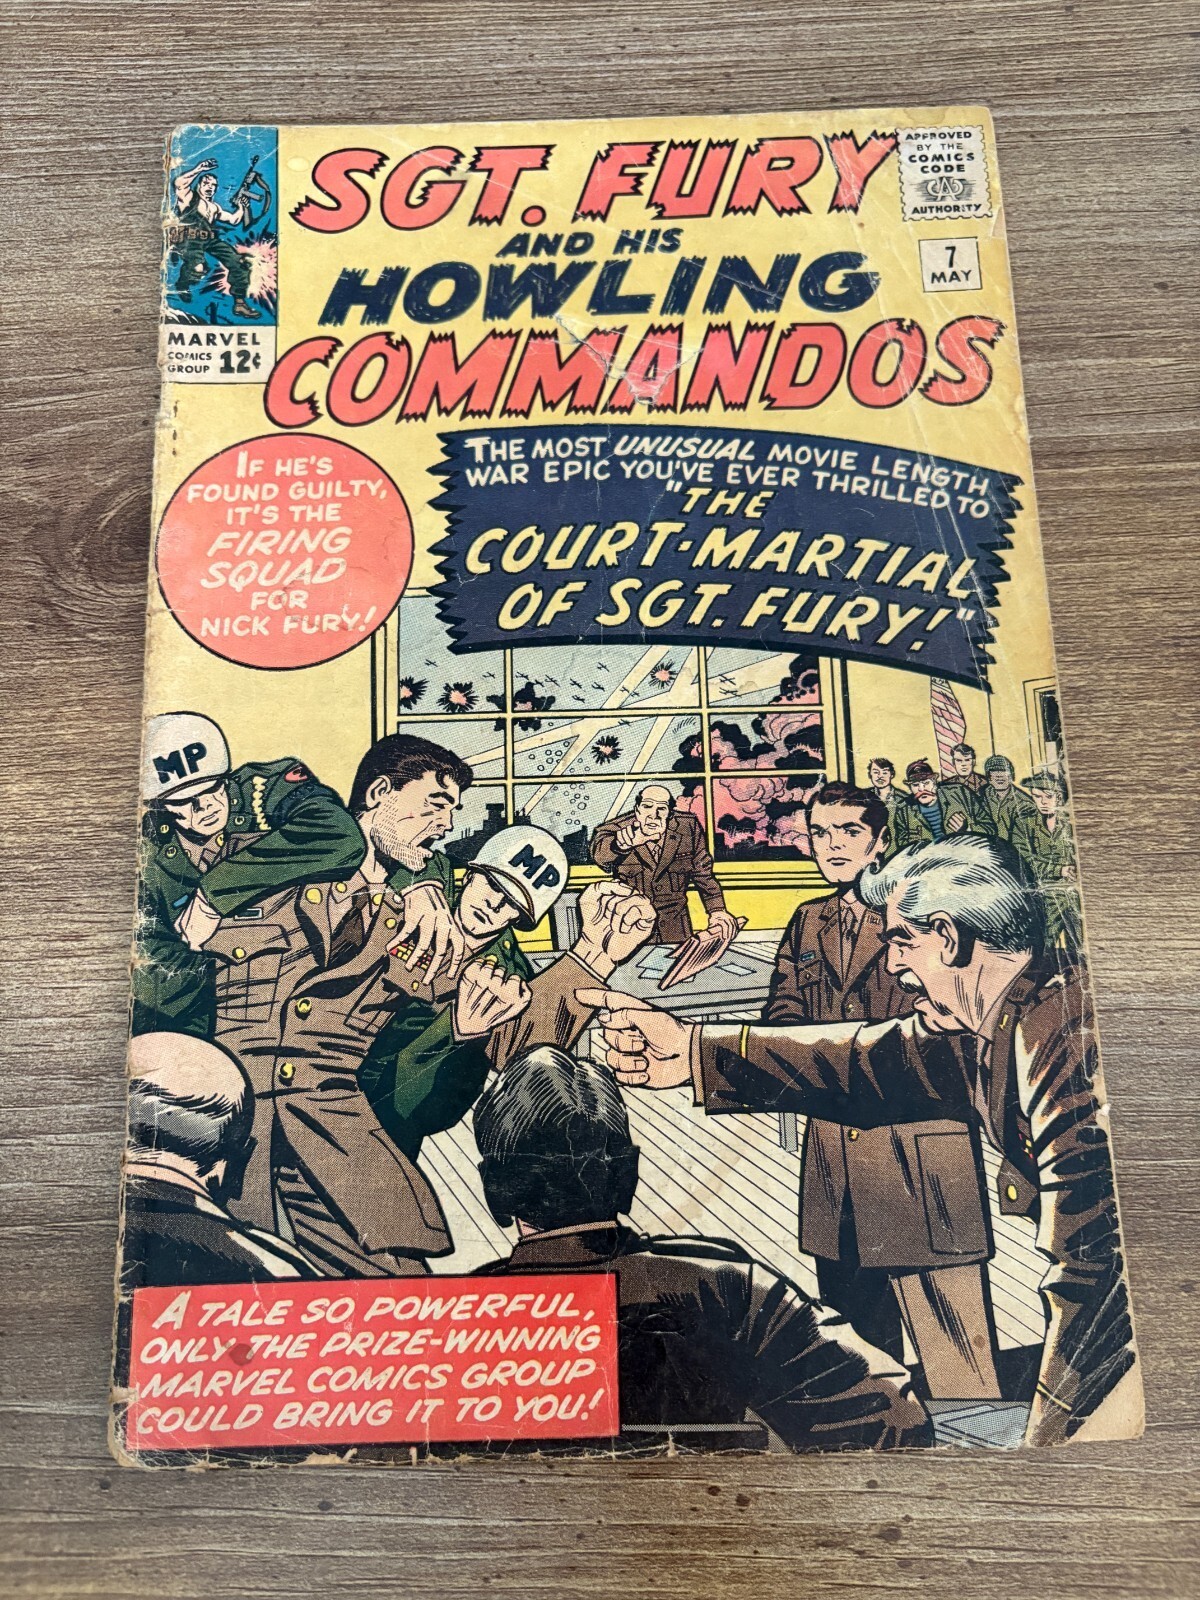 SGT. FURY
AND HIS
HOWLING
COMMANDOS
APPROVED
BY THE
COMICS
CODE
AUTHORITY
7
MAY
MARVEL
COMICS
GROUP 12¢
IF HE'S
FOUND GUILTY,
IT'S THE
FIRING
SQUAD
FOR
NICK FURY!
THE MOST UNUSUAL MOVIE LENGTH
WAR EPIC YOU'VE EVER THRILLED TO
"THE
COURT-MARTIAL
OF SGT. FURY!"
MP
MP
A TALE SO POWERFUL,
ONLY THE PRIZE-WINNING
MARVEL COMICS GROUP
COULD BRING IT TO YOU!